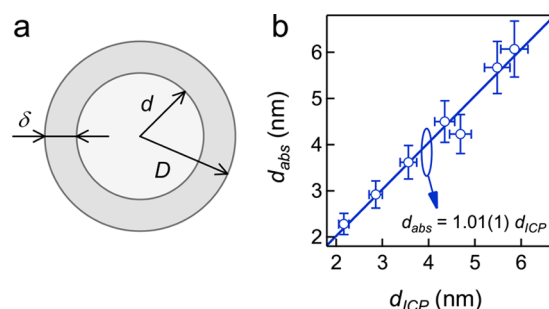 a
δ
d
D
b
d_abs (nm)
6
5
4
3
2
d_abs = 1.01(1) d_ICP
2
3
4
5
6
d_ICP (nm)